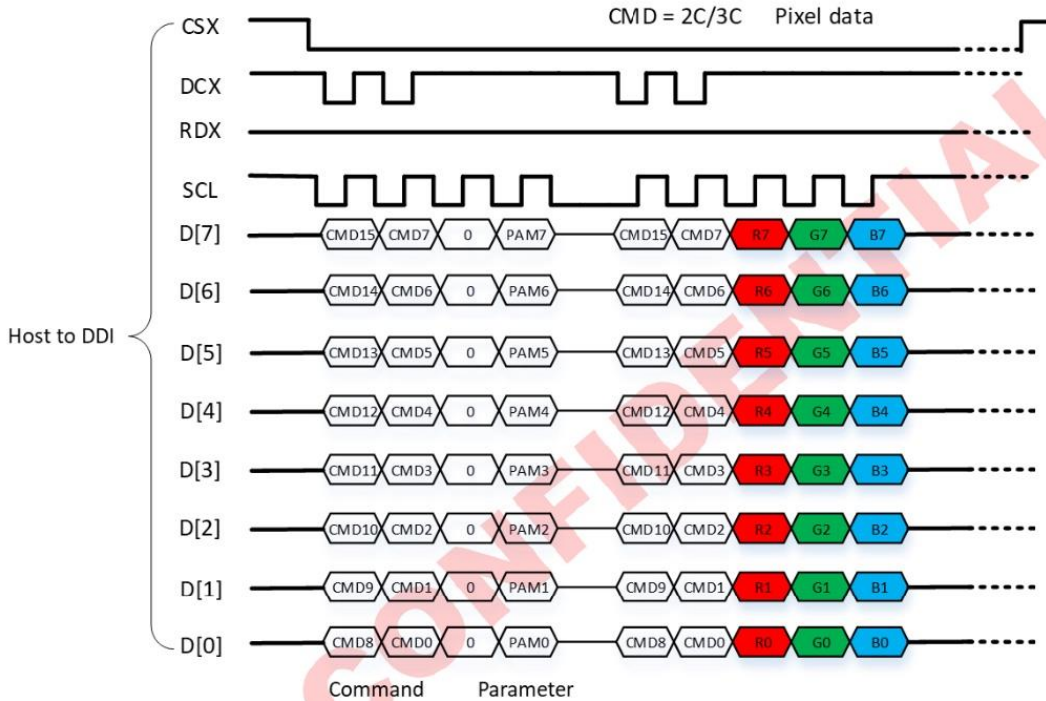 CSX
CMD = 2C/3C Pixel data
DCX
RDX
SCL
D[7] CMD15 CMD7 0 PAM7 CMD15 CMD7 R7 G7 B7
D[6] CMD14 CMD6 0 PAM6 CMD14 CMD6 R6 G6 B6
Host to DDI
D[5] CMD13 CMD5 0 PAM5 CMD13 CMD5 R5 G5 B5
D[4] CMD12 CMD4 0 PAM4 CMD12 CMD4 R4 G4 B4
D[3] CMD11 CMD3 0 PAM3 CMD11 CMD3 R3 G3 B3
D[2] CMD10 CMD2 0 PAM2 CMD10 CMD2 R2 G2 B2
D[1] CMD9 CMD1 0 PAM1 CMD9 CMD1 R1 G1 B1
D[0] CMD8 CMD0 0 PAM0 CMD8 CMD0 R0 G0 B0
Command Parameter
CONFIDENTIAL